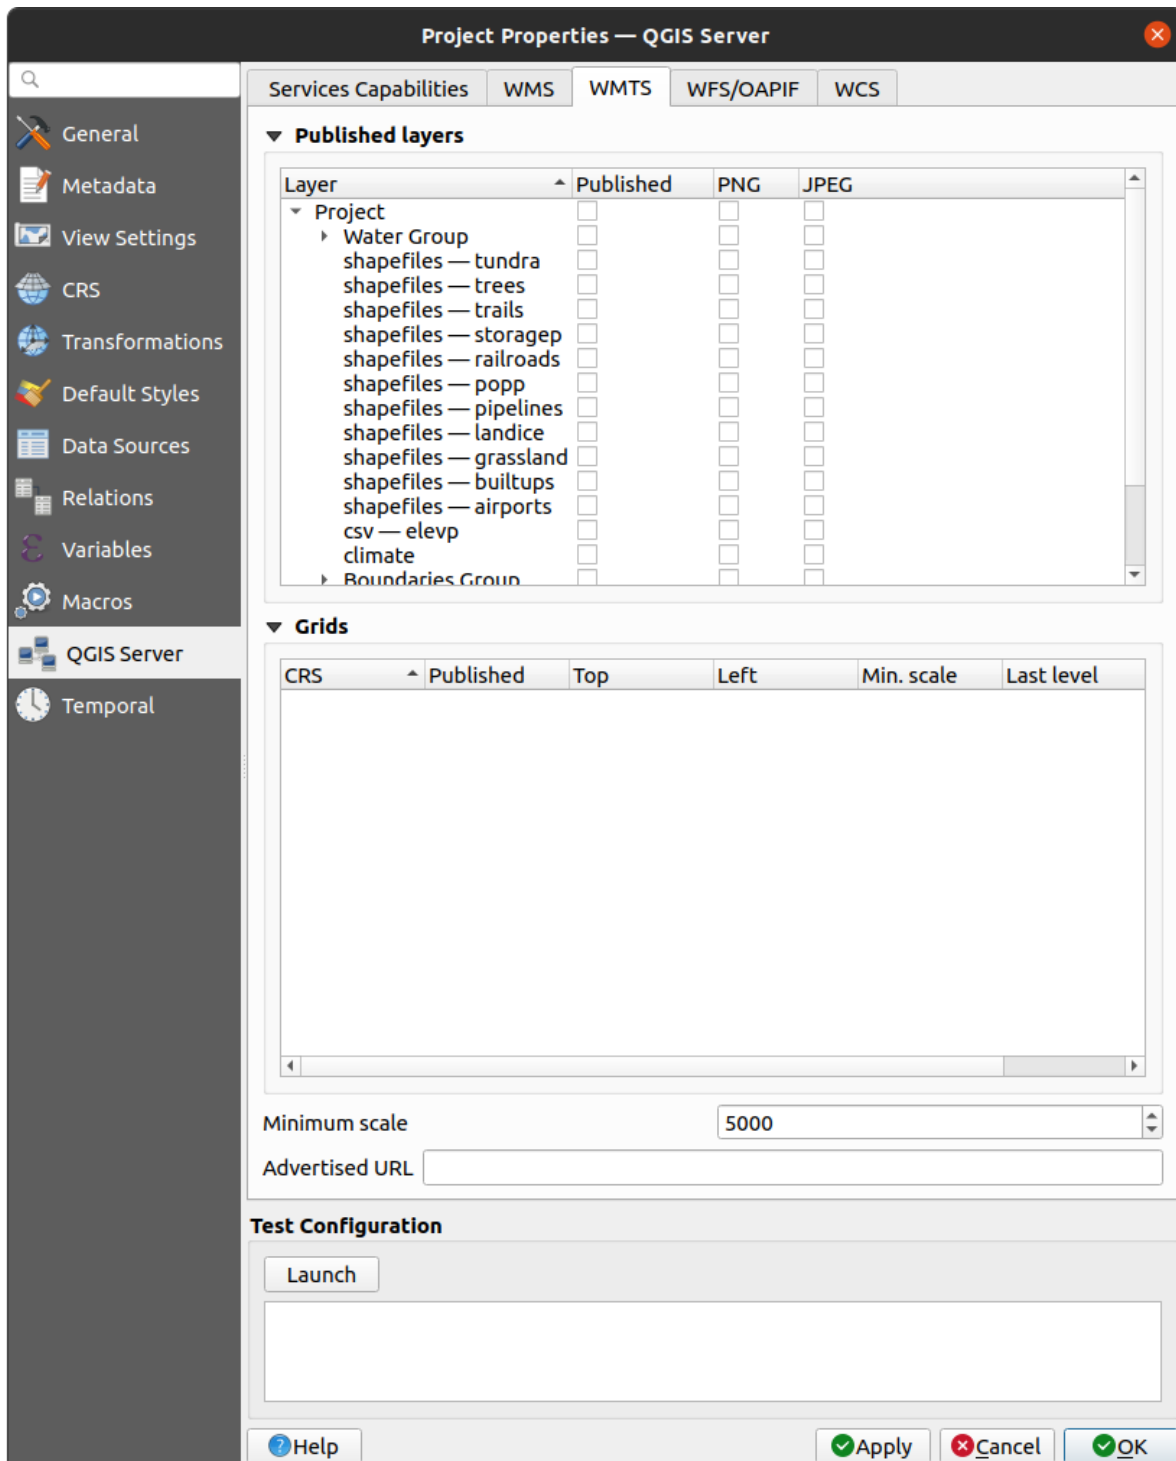 Project Properties — QGIS Server
Services Capabilities WMS WMTS WFS/OAPIF WCS
General
Metadata
View Settings
CRS
Transformations
Default Styles
Data Sources
Relations
Variables
Macros
QGIS Server
Temporal
Published layers
Layer Published PNG JPEG
Project
Water Group
shapefiles — tundra
shapefiles — trees
shapefiles — trails
shapefiles — storagep
shapefiles — railroads
shapefiles — popp
shapefiles — pipelines
shapefiles — landice
shapefiles — grassland
shapefiles — builtups
shapefiles — airports
csv — elevp
climate
Boundaries Group
Grids
CRS Published Top Left Min. scale Last level
Minimum scale 5000
Advertised URL
Test Configuration
Launch
Help Apply Cancel OK